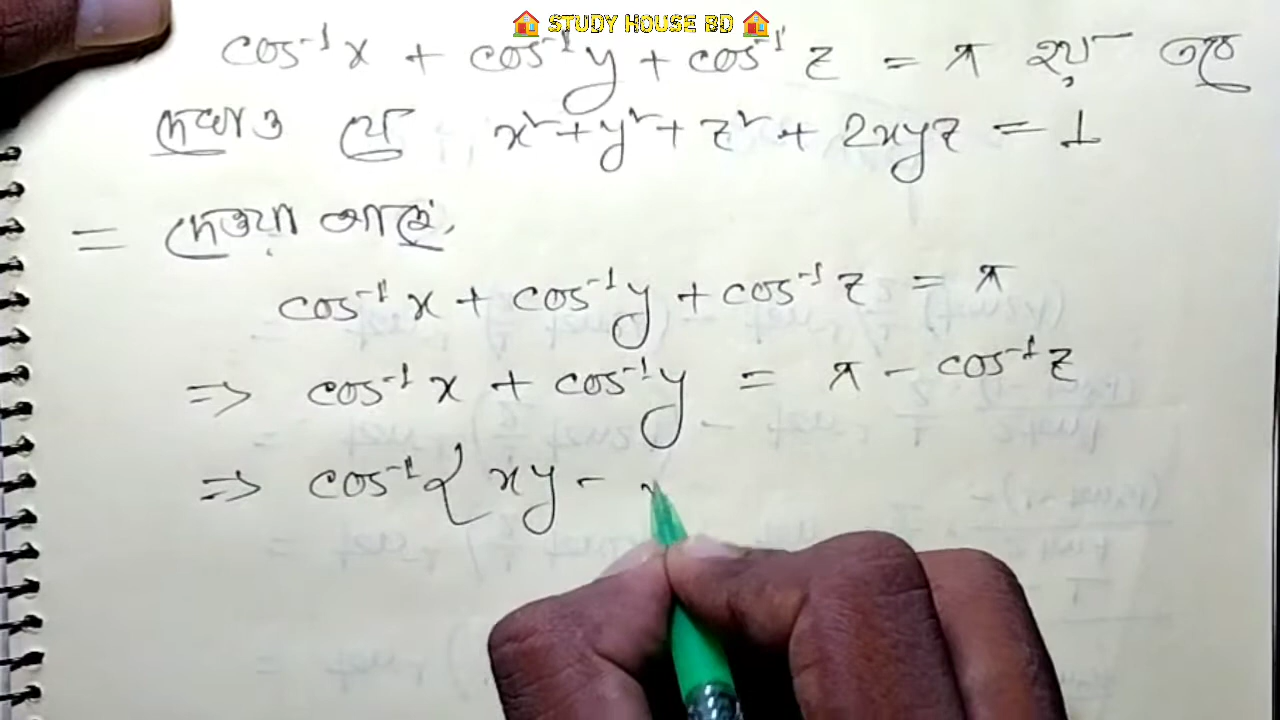 🏠 STUDY HOUSE BD 🏠
cos⁻¹x + cos⁻¹y + cos⁻¹z = π হয় তবে
দেখাও যে x² + y² + z² + 2xyz = 1
= দেওয়া আছে,
cos⁻¹x + cos⁻¹y + cos⁻¹z = π
⇒ cos⁻¹x + cos⁻¹y = π - cos⁻¹z
⇒ cos⁻¹{ xy -